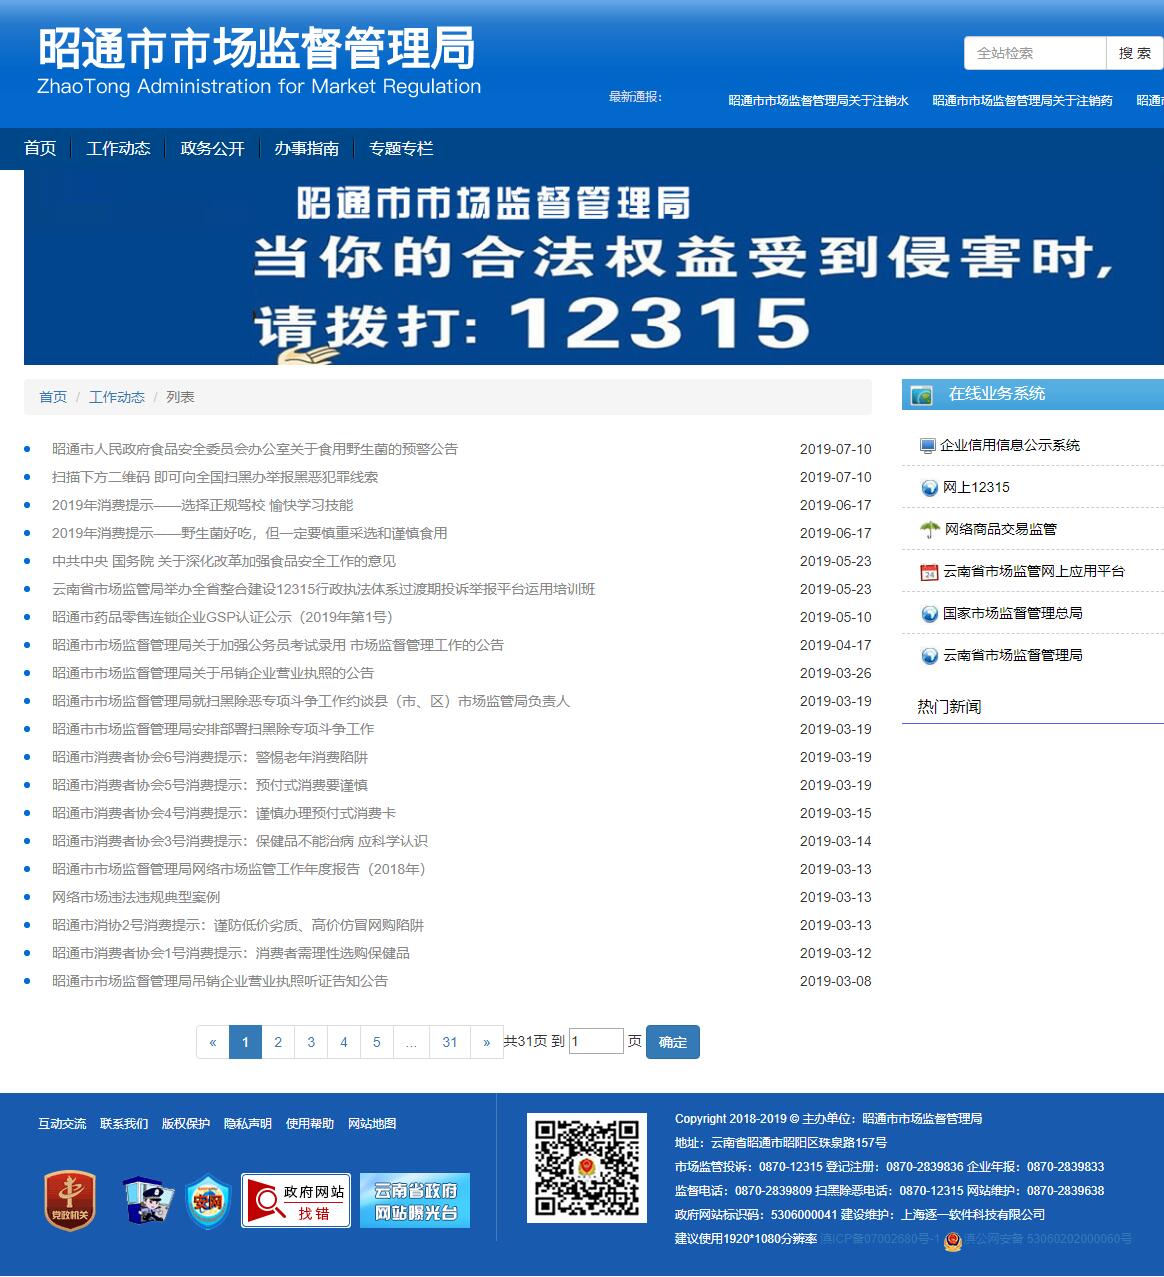 昭通市市场监督管理局
ZhaoTong Administration for Market Regulation
全站检索 搜 索
最新通报： 昭通市市场监督管理局关于注销水 昭通市市场监督管理局关于注销药 昭通市
首页 工作动态 政务公开 办事指南 专题专栏
昭通市市场监督管理局
当你的合法权益受到侵害时，
请拨打：12315
首页 / 工作动态 / 列表
昭通市人民政府食品安全委员会办公室关于食用野生菌的预警公告 2019-07-10
扫描下方二维码 即可向全国扫黑办举报黑恶犯罪线索 2019-07-10
2019年消费提示——选择正规驾校 愉快学习技能 2019-06-17
2019年消费提示——野生菌好吃，但一定要慎重采选和谨慎食用 2019-06-17
中共中央 国务院 关于深化改革加强食品安全工作的意见 2019-05-23
云南省市场监管局举办全省整合建设12315行政执法体系过渡期投诉举报平台运用培训班 2019-05-23
昭通市药品零售连锁企业GSP认证公示（2019年第1号） 2019-05-10
昭通市市场监督管理局关于加强公务员考试录用 市场监督管理工作的公告 2019-04-17
昭通市市场监督管理局关于吊销企业营业执照的公告 2019-03-26
昭通市市场监督管理局就扫黑除恶专项斗争工作约谈县（市、区）市场监管局负责人 2019-03-19
昭通市市场监督管理局安排部署扫黑除专项斗争工作 2019-03-19
昭通市消费者协会6号消费提示：警惕老年消费陷阱 2019-03-19
昭通市消费者协会5号消费提示：预付式消费要谨慎 2019-03-19
昭通市消费者协会4号消费提示：谨慎办理预付式消费卡 2019-03-15
昭通市消费者协会3号消费提示：保健品不能治病 应科学认识 2019-03-14
昭通市市场监督管理局网络市场监管工作年度报告（2018年） 2019-03-13
网络市场违法违规典型案例 2019-03-13
昭通市消协2号消费提示：谨防低价劣质、高价仿冒网购陷阱 2019-03-13
昭通市消费者协会1号消费提示：消费者需理性选购保健品 2019-03-12
昭通市市场监督管理局吊销企业营业执照听证告知公告 2019-03-08
« 1 2 3 4 5 ... 31 » 共31页 到 1 页 确定
在线业务系统
企业信用信息公示系统
网上12315
网络商品交易监管
24 云南省市场监管网上应用平台
国家市场监督管理总局
云南省市场监督管理局
热门新闻
互动交流 联系我们 版权保护 隐私声明 使用帮助 网站地图
党政机关
安网
政府网站
找错
云南省政府
网站曝光台
Copyright 2018-2019 © 主办单位：昭通市市场监督管理局
地址：云南省昭通市昭阳区珠泉路157号
市场监管投诉：0870-12315 登记注册：0870-2839836 企业年报：0870-2839833
监督电话：0870-2839809 扫黑除恶电话：0870-12315 网站维护：0870-2839638
政府网站标识码：5306000041 建设维护：上海逐一软件科技有限公司
建议使用1920*1080分辨率 滇ICP备07002680号-1 滇公网安备 53060202000060号